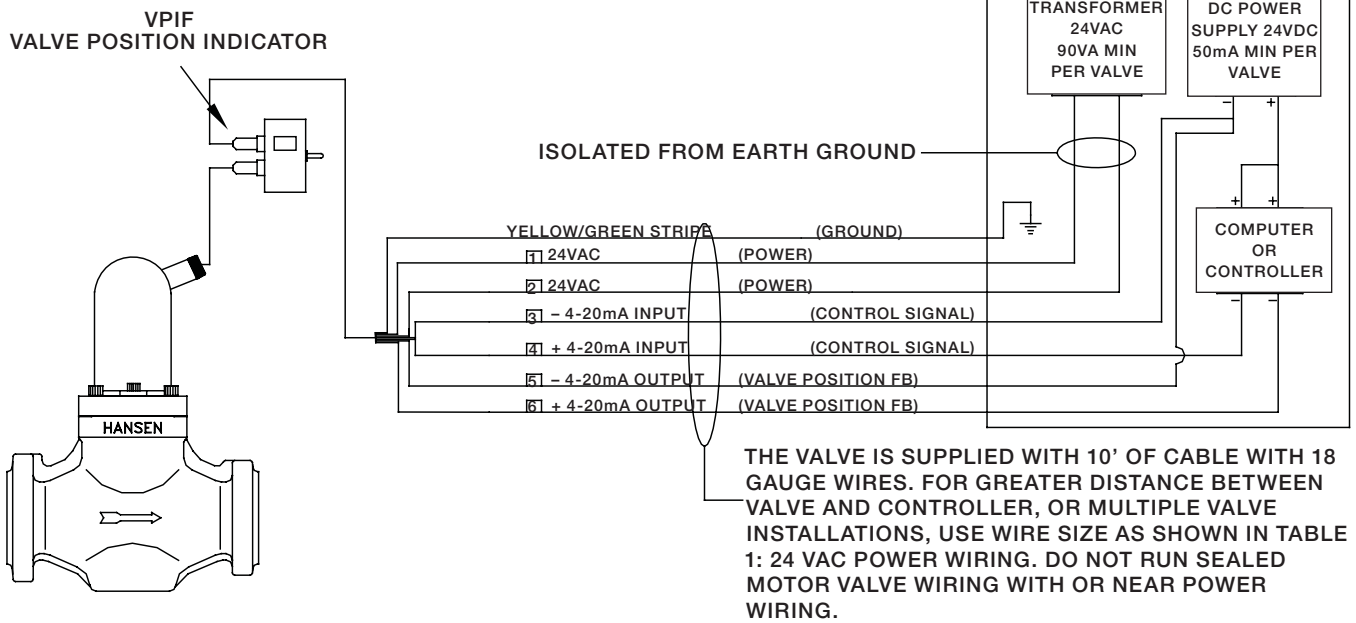 VPIF
VALVE POSITION INDICATOR
TRANSFORMER
24VAC
90VA MIN
PER VALVE
DC POWER
SUPPLY 24VDC
50mA MIN PER
VALVE
- +
ISOLATED FROM EARTH GROUND
+ +
COMPUTER
OR
CONTROLLER
- -
YELLOW/GREEN STRIPE (GROUND)
1 24VAC (POWER)
2 24VAC (POWER)
3 – 4-20mA INPUT (CONTROL SIGNAL)
4 + 4-20mA INPUT (CONTROL SIGNAL)
5 – 4-20mA OUTPUT (VALVE POSITION FB)
6 + 4-20mA OUTPUT (VALVE POSITION FB)
HANSEN
THE VALVE IS SUPPLIED WITH 10’ OF CABLE WITH 18
GAUGE WIRES. FOR GREATER DISTANCE BETWEEN
VALVE AND CONTROLLER, OR MULTIPLE VALVE
INSTALLATIONS, USE WIRE SIZE AS SHOWN IN TABLE
1: 24 VAC POWER WIRING. DO NOT RUN SEALED
MOTOR VALVE WIRING WITH OR NEAR POWER
WIRING.